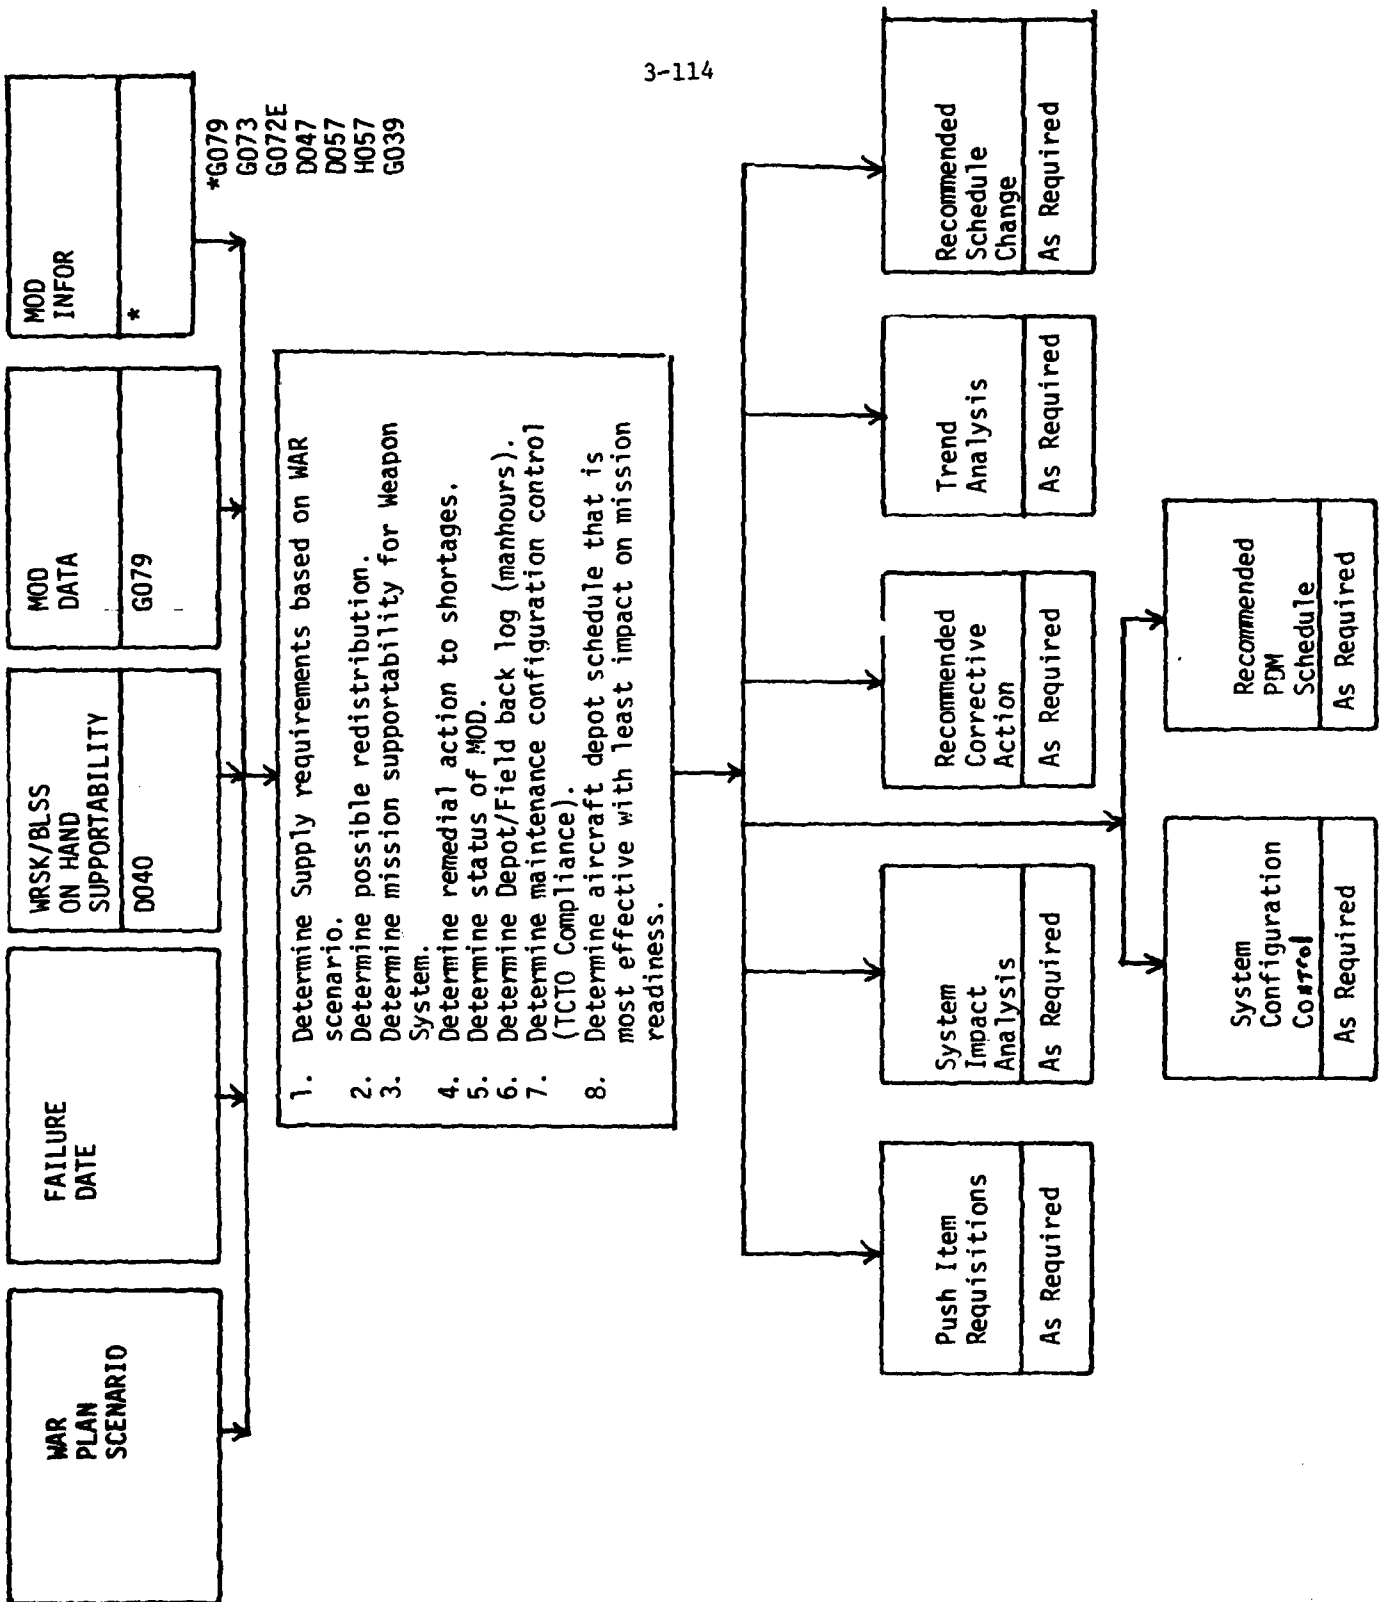 3-114
WAR
PLAN
SCENARIO
FAILURE
DATE
WRSK/BLSS
ON HAND
SUPPORTABILITY
D040
MOD
DATA
G079
MOD
INFOR
*
*G079
G073
G072E
D047
D057
H057
G039
1. Determine Supply requirements based on WAR
scenario.
2. Determine possible redistribution.
3. Determine mission supportability for Weapon
System.
4. Determine remedial action to shortages.
5. Determine status of MOD.
6. Determine Depot/Field back log (manhours).
7. Determine maintenance configuration control
(TCTO Compliance).
8. Determine aircraft depot schedule that is
most effective with least impact on mission
readiness.
Push Item
Requisitions
As Required
System
Impact
Analysis
As Required
Recommended
Corrective
Action
As Required
Trend
Analysis
As Required
Recommended
Schedule
Change
As Required
System
Configuration
Control
As Required
Recommended
PDM
Schedule
As Required